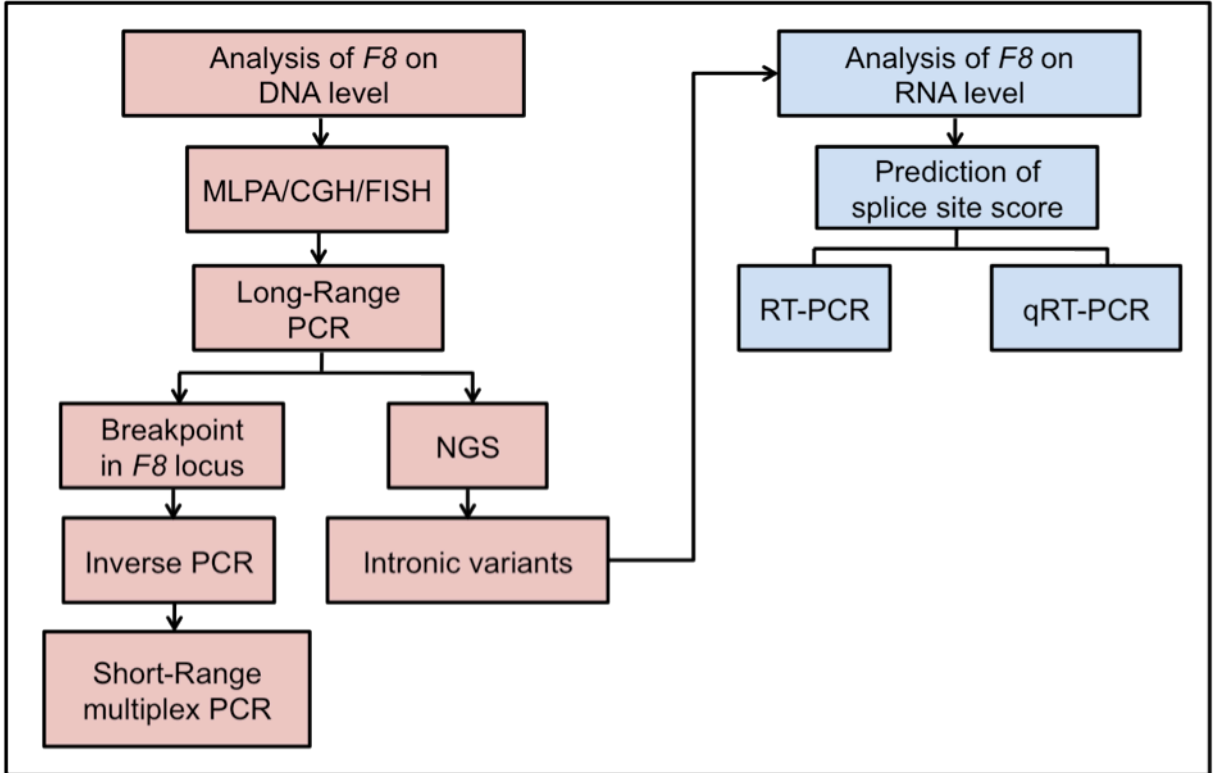 Analysis of F8 on
DNA level
MLPA/CGH/FISH
Long-Range
PCR
Breakpoint
in F8 locus
Inverse PCR
Short-Range
multiplex PCR
NGS
Intronic variants
Analysis of F8 on
RNA level
Prediction of
splice site score
RT-PCR
qRT-PCR